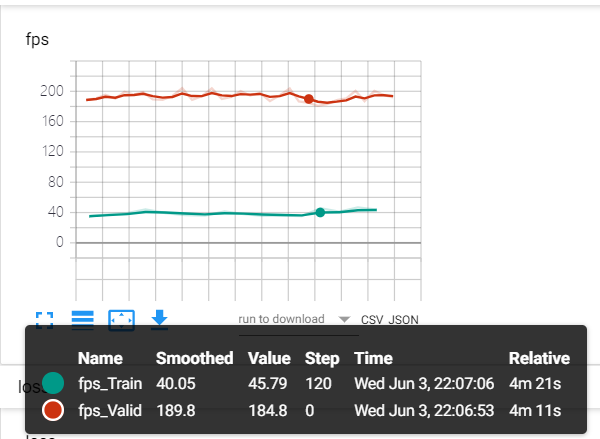 fps
200
160
120
80
40
0
run to download CSV JSON
Name Smoothed Value Step Time Relative
fps_Train 40.05 45.79 120 Wed Jun 3, 22:07:06 4m 21s
fps_Valid 189.8 184.8 0 Wed Jun 3, 22:06:53 4m 11s